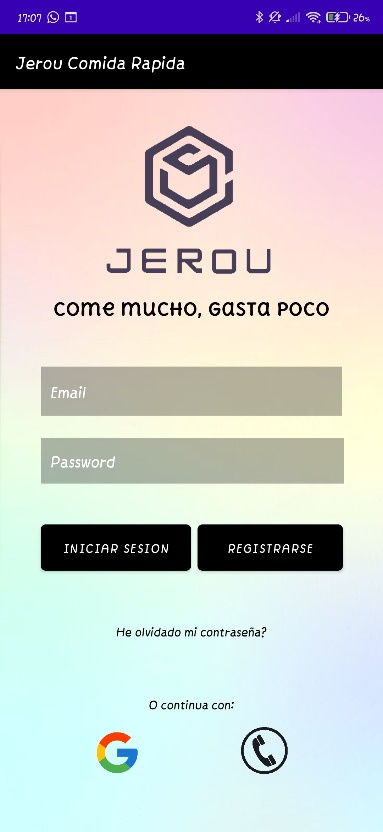 17:07
26%
Jerou Comida Rapida
JEROU
come mucho, gasta poco
Email
Password
INICIAR SESION
REGISTRARSE
He olvidado mi contraseña?
O continua con: